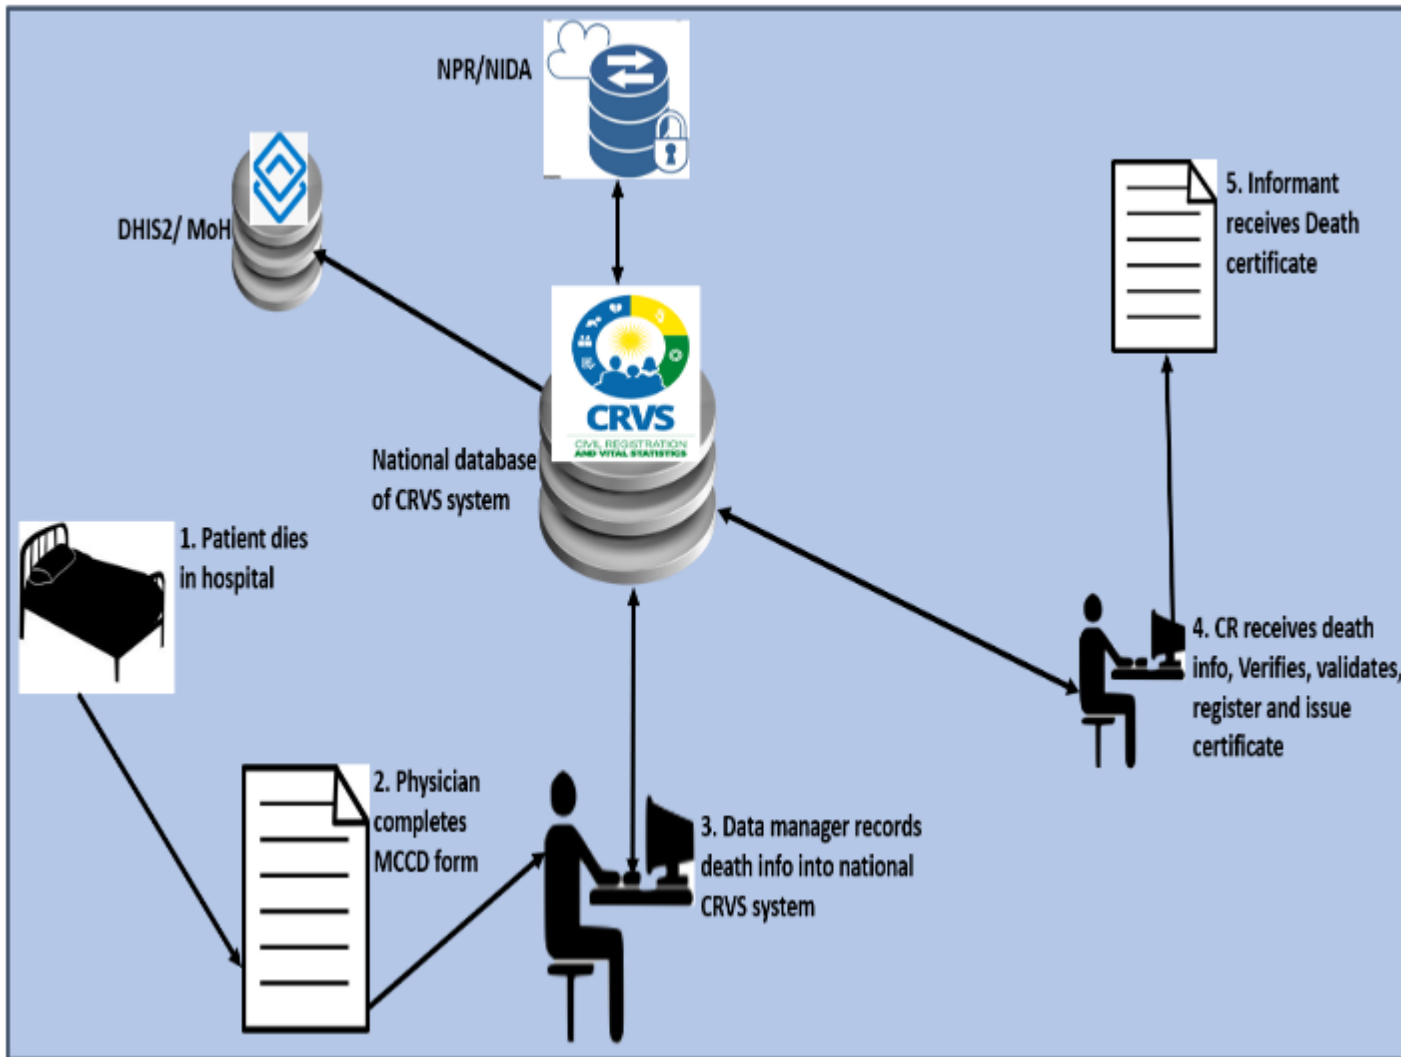 NPR/NIDA
DHIS2/ MoH
CRVS
CIVIL REGISTRATION
AND VITAL STATISTICS
National database
of CRVS system
1. Patient dies
in hospital
2. Physician
completes
MCCD form
3. Data manager records
death info into national
CRVS system
4. CR receives death
info, Verifies, validates,
register and issue
certificate
5. Informant
receives Death
certificate